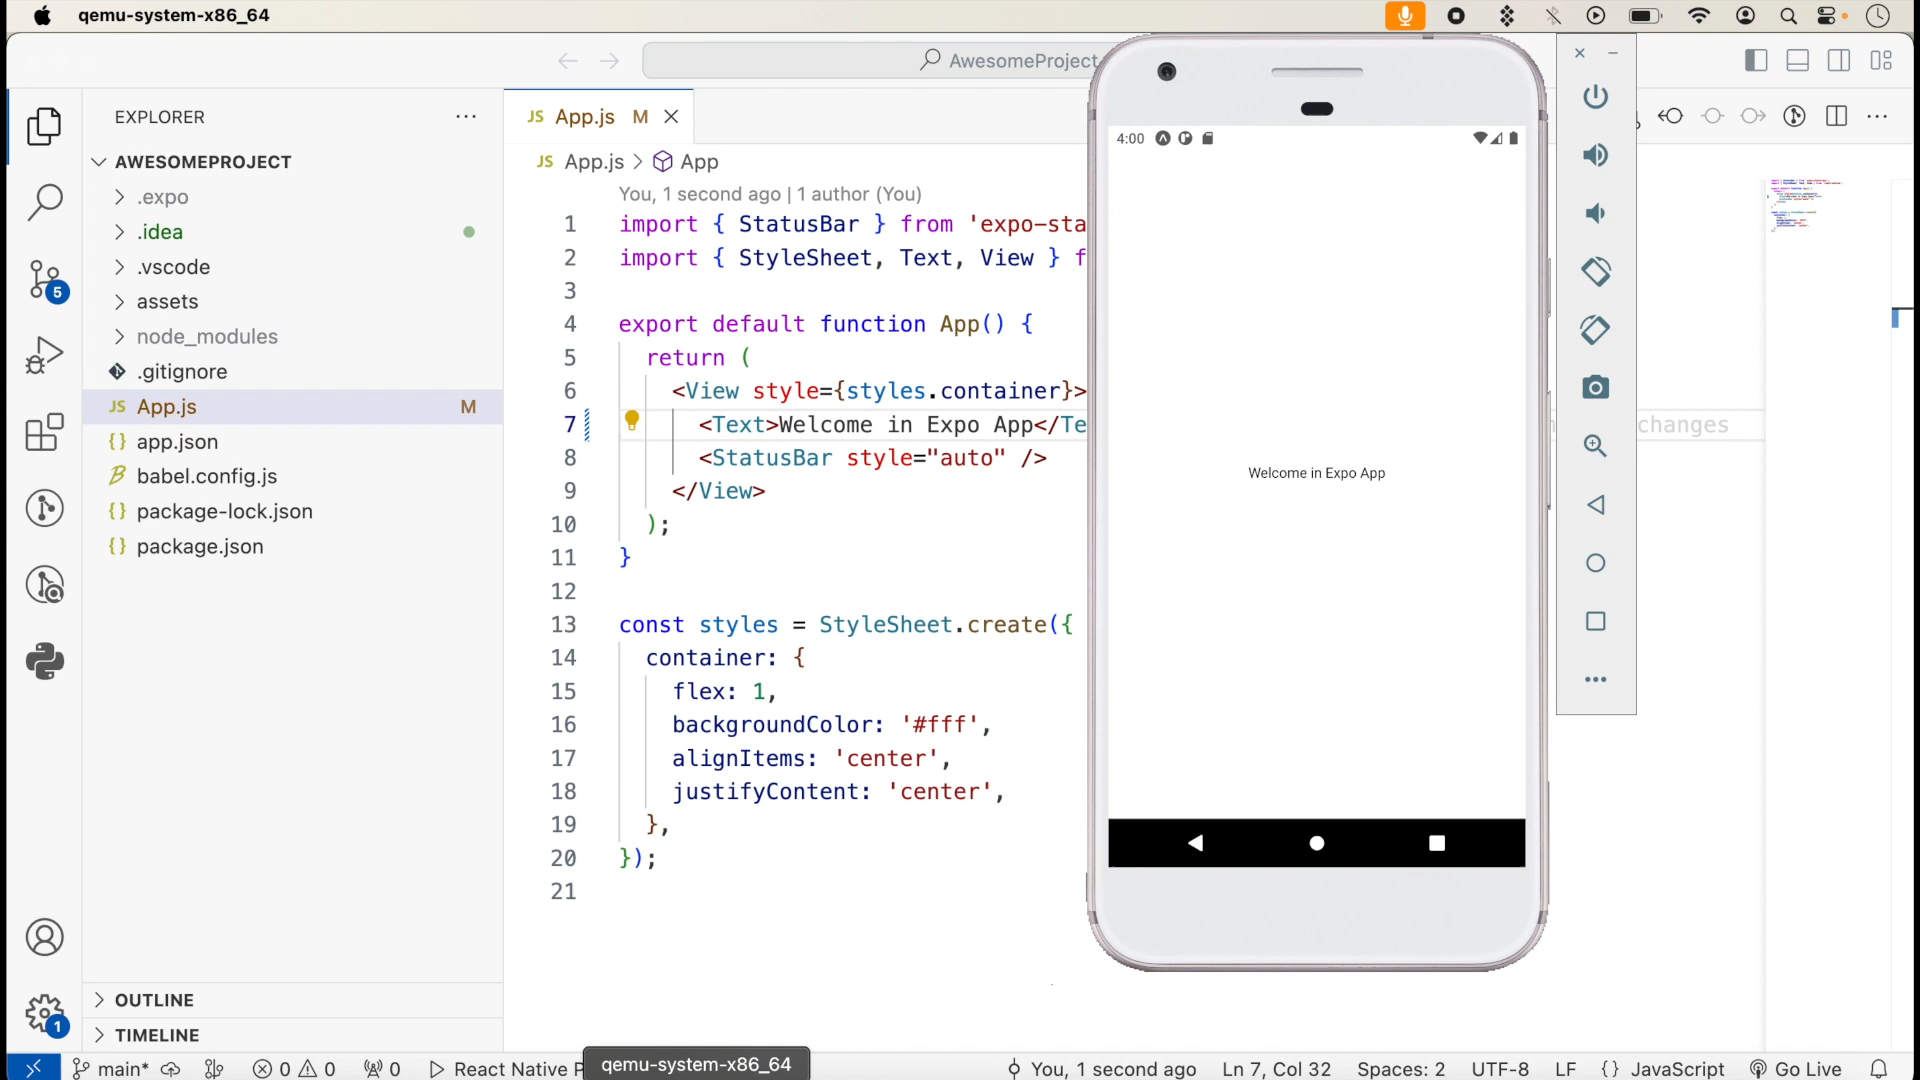 qemu-system-x86_64
AwesomeProject
EXPLORER
AWESOMEPROJECT
.expo
.idea
.vscode
assets
node_modules
.gitignore
JS App.js M
{} app.json
babel.config.js
{} package-lock.json
{} package.json
OUTLINE
TIMELINE
5
1
JS App.js M
JS App.js > App
You, 1 second ago | 1 author (You)
1 import { StatusBar } from 'expo-sta
2 import { StyleSheet, Text, View } f
3
4 export default function App() {
5 return (
6 <View style={styles.container}>
7 <Text>Welcome in Expo App</Te
changes
8 <StatusBar style="auto" />
9 </View>
10 );
11 }
12
13 const styles = StyleSheet.create({
14 container: {
15 flex: 1,
16 backgroundColor: '#fff',
17 alignItems: 'center',
18 justifyContent: 'center',
19 },
20 });
21
4:00
Welcome in Expo App
main* 0 0 0 React Native P
qemu-system-x86_64
You, 1 second ago Ln 7, Col 32 Spaces: 2 UTF-8 LF {} JavaScript Go Live